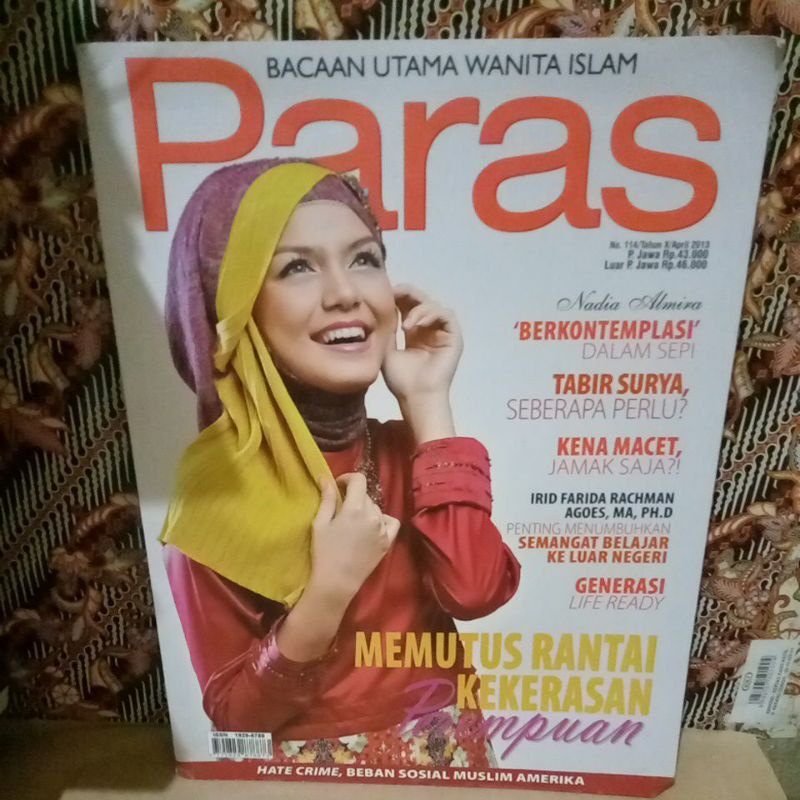 BACAAN UTAMA WANITA ISLAM
Paras
No. 114/Tahun X/April 2013
P. Jawa Rp.43.000
Luar P. Jawa Rp.46.000
Nadia Almira
'BERKONTEMPLASI'
DALAM SEPI
TABIR SURYA,
SEBERAPA PERLU?
KENA MACET,
JAMAK SAJA?!
IRID FARIDA RACHMAN
AGOES, MA, PH.D
PENTING MENUMBUHKAN
SEMANGAT BELAJAR
KE LUAR NEGERI
GENERASI
LIFE READY
MEMUTUS RANTAI
KEKERASAN
Perempuan
ISSN
HATE CRIME, BEBAN SOSIAL MUSLIM AMERIKA